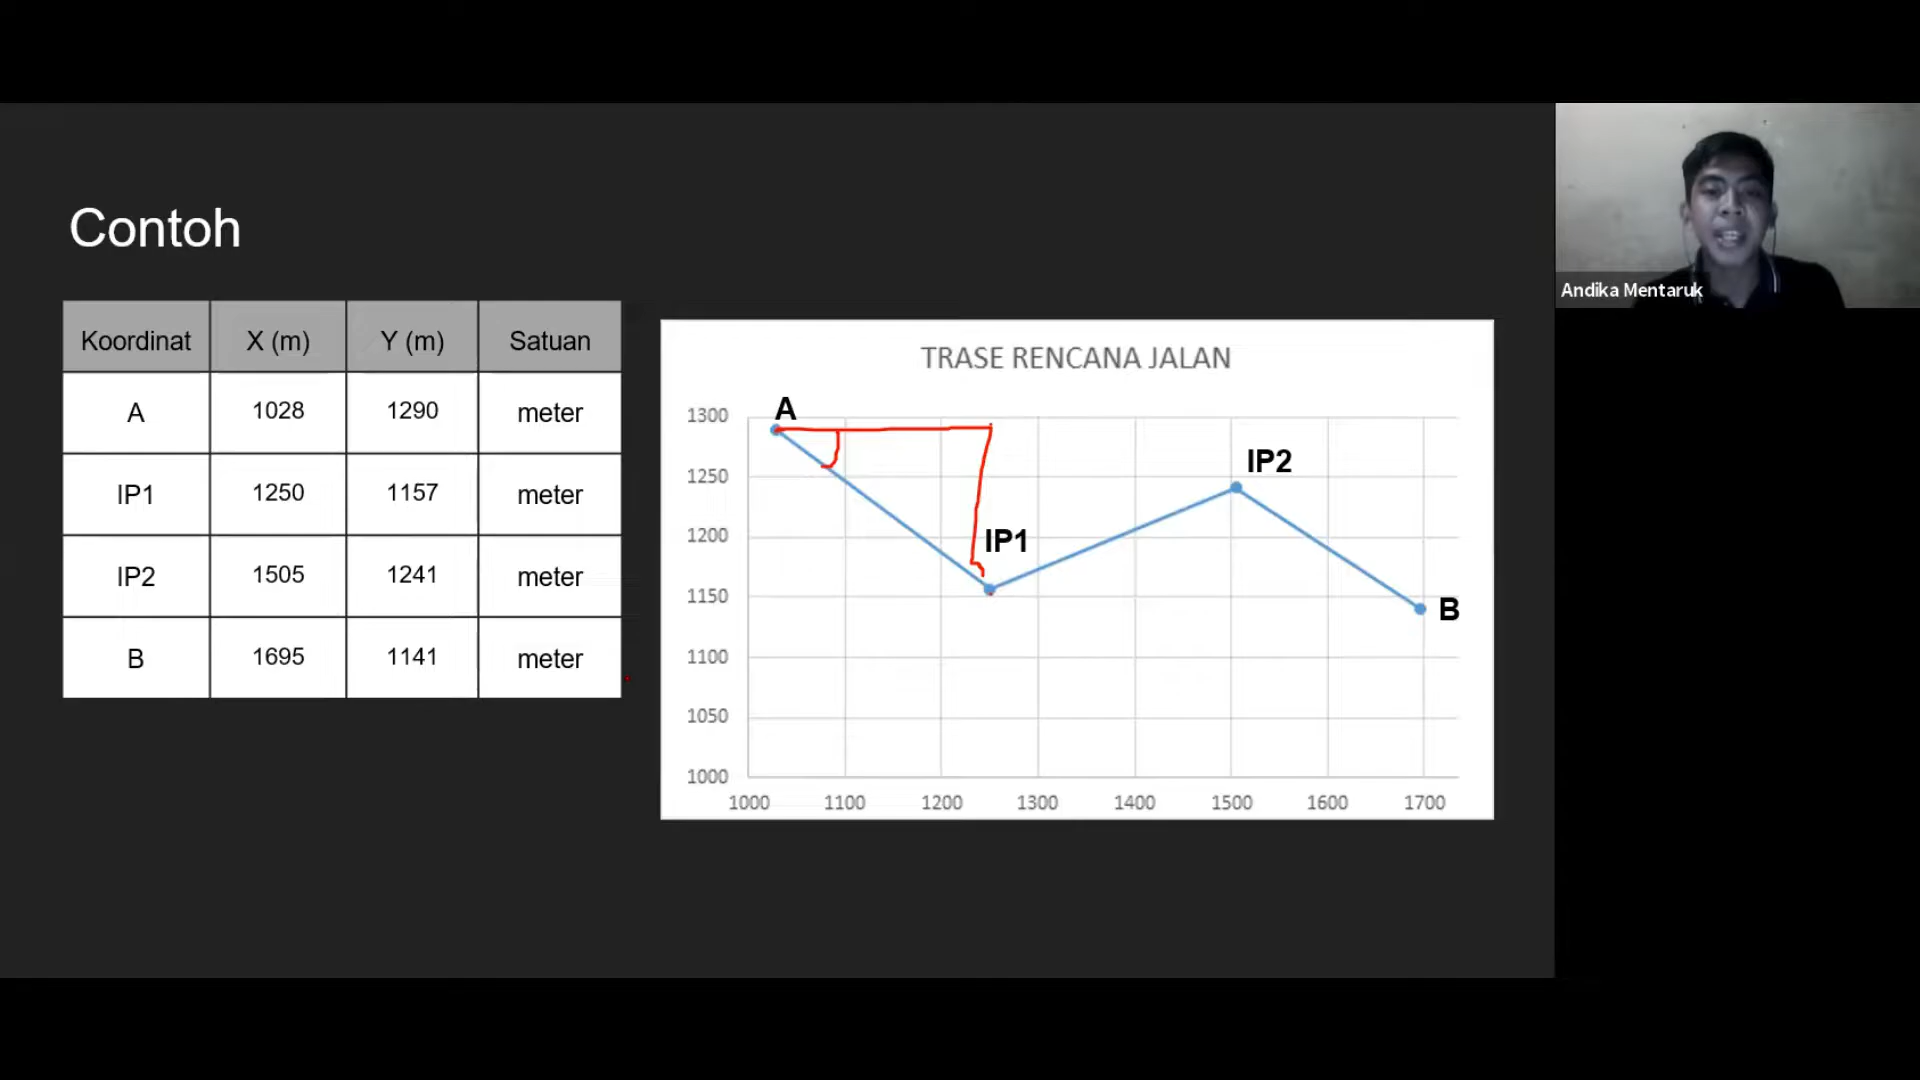 Contoh
Koordinat X (m) Y (m) Satuan
A 1028 1290 meter
IP1 1250 1157 meter
IP2 1505 1241 meter
B 1695 1141 meter
TRASE RENCANA JALAN
1300
1250
1200
1150
1100
1050
1000
1000 1100 1200 1300 1400 1500 1600 1700
A
IP1
IP2
B
Andika Mentaruk